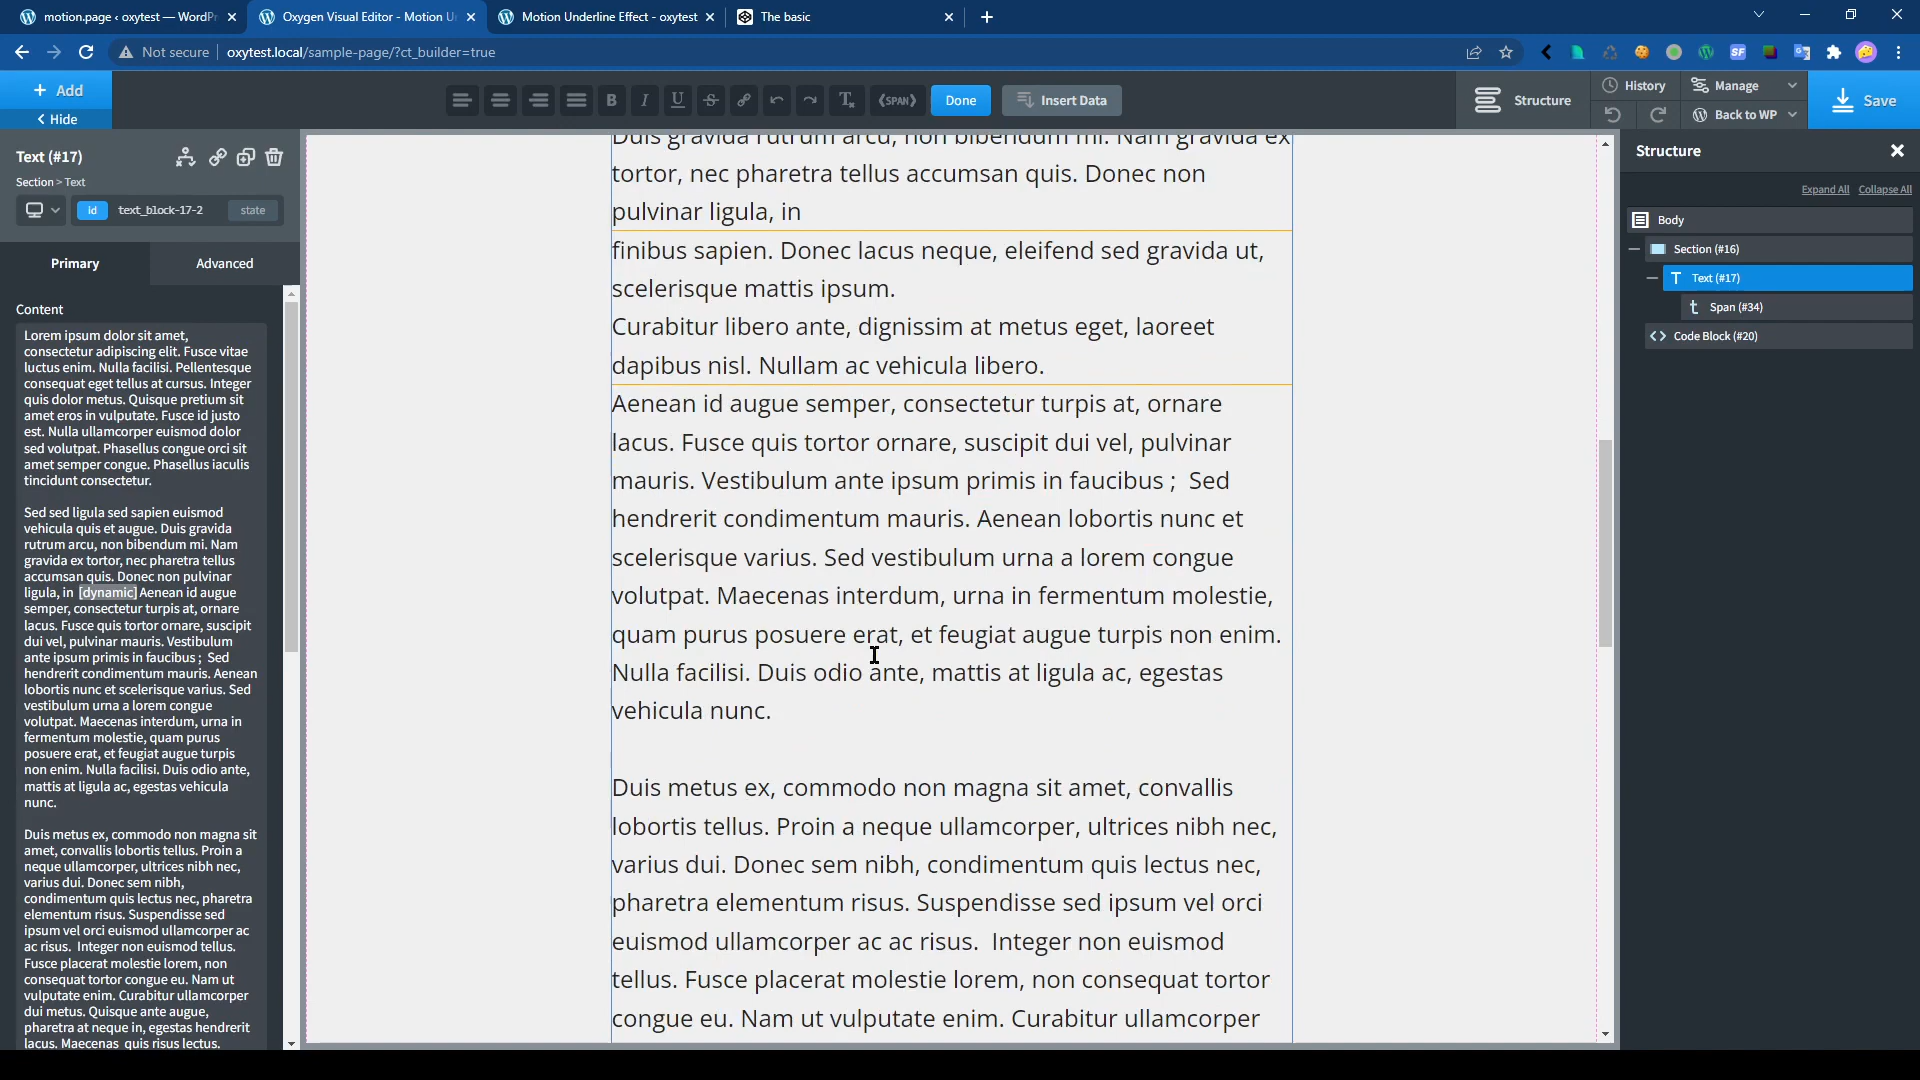 motion.page ‹ oxytest — WordPr
Oxygen Visual Editor - Motion U
Motion Underline Effect - oxytest
The basic
Not secure
oxytest.local/sample-page/?ct_builder=true
+ Add
< Hide
Done
Insert Data
Structure
History
Manage
Back to WP
Save
Text (#17)
Section > Text
id
text_block-17-2
state
Primary
Advanced
Content
Lorem ipsum dolor sit amet,
consectetur adipiscing elit. Fusce vitae
luctus enim. Nulla facilisi. Pellentesque
consequat eget tellus at cursus. Integer
quis dolor metus. Quisque pretium sit
amet eros in vulputate. Fusce id justo
est. Nulla ullamcorper euismod dolor
sed volutpat. Phasellus congue orci sit
amet semper congue. Phasellus iaculis
tincidunt consectetur.
Sed sed ligula sed sapien euismod
vehicula quis et augue. Duis gravida
rutrum arcu, non bibendum mi. Nam
gravida ex tortor, nec pharetra tellus
accumsan quis. Donec non pulvinar
ligula, in [dynamic] Aenean id augue
semper, consectetur turpis at, ornare
lacus. Fusce quis tortor ornare, suscipit
dui vel, pulvinar mauris. Vestibulum
ante ipsum primis in faucibus ;  Sed
hendrerit condimentum mauris. Aenean
lobortis nunc et scelerisque varius. Sed
vestibulum urna a lorem congue
volutpat. Maecenas interdum, urna in
fermentum molestie, quam purus
posuere erat, et feugiat augue turpis
non enim. Nulla facilisi. Duis odio ante,
mattis at ligula ac, egestas vehicula
nunc.
Duis metus ex, commodo non magna sit
amet, convallis lobortis tellus. Proin a
neque ullamcorper, ultrices nibh nec,
varius dui. Donec sem nibh,
condimentum quis lectus nec, pharetra
elementum risus. Suspendisse sed
ipsum vel orci euismod ullamcorper ac
ac risus.  Integer non euismod tellus.
Fusce placerat molestie lorem, non
consequat tortor congue eu. Nam ut
vulputate enim. Curabitur ullamcorper
dui metus. Quisque ante augue,
pharetra at neque in, egestas hendrerit
lacus. Maecenas  quis risus lectus.
Duis gravida rutrum arcu, non bibendum mi. Nam gravida ex
tortor, nec pharetra tellus accumsan quis. Donec non
pulvinar ligula, in
finibus sapien. Donec lacus neque, eleifend sed gravida ut,
scelerisque mattis ipsum.
Curabitur libero ante, dignissim at metus eget, laoreet
dapibus nisl. Nullam ac vehicula libero.
Aenean id augue semper, consectetur turpis at, ornare
lacus. Fusce quis tortor ornare, suscipit dui vel, pulvinar
mauris. Vestibulum ante ipsum primis in faucibus ;  Sed
hendrerit condimentum mauris. Aenean lobortis nunc et
scelerisque varius. Sed vestibulum urna a lorem congue
volutpat. Maecenas interdum, urna in fermentum molestie,
quam purus posuere erat, et feugiat augue turpis non enim.
Nulla facilisi. Duis odio ante, mattis at ligula ac, egestas
vehicula nunc.
Duis metus ex, commodo non magna sit amet, convallis
lobortis tellus. Proin a neque ullamcorper, ultrices nibh nec,
varius dui. Donec sem nibh, condimentum quis lectus nec,
pharetra elementum risus. Suspendisse sed ipsum vel orci
euismod ullamcorper ac ac risus.  Integer non euismod
tellus. Fusce placerat molestie lorem, non consequat tortor
congue eu. Nam ut vulputate enim. Curabitur ullamcorper
Structure
Expand All
Collapse All
Body
Section (#16)
Text (#17)
Span (#34)
Code Block (#20)